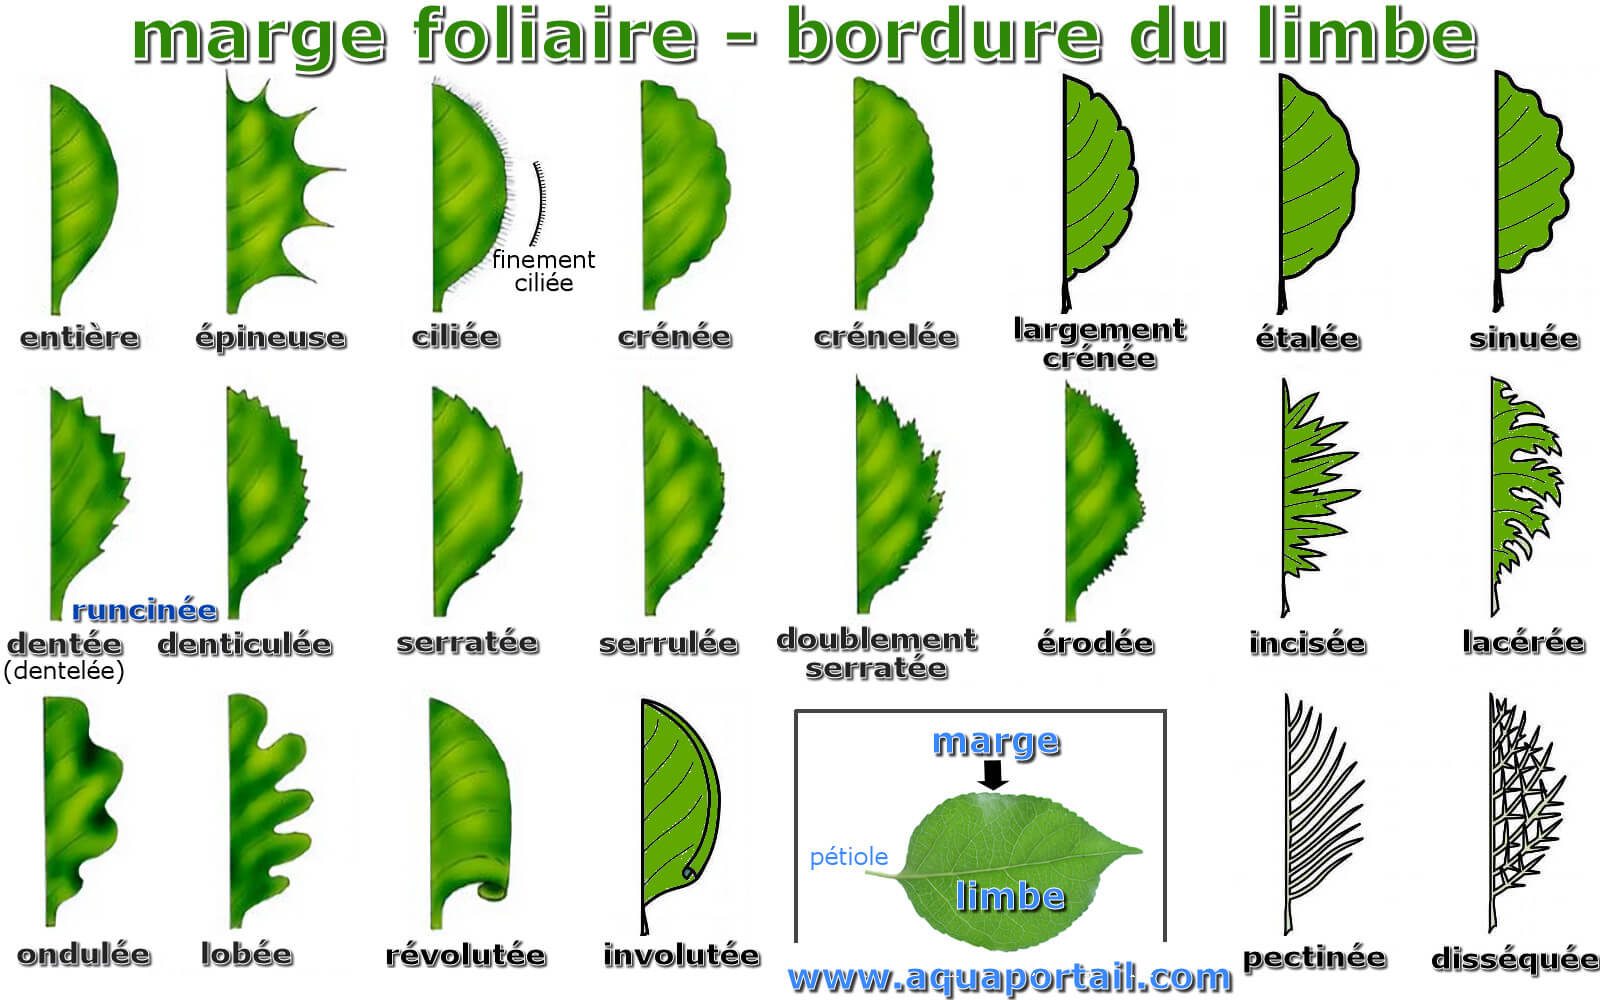 marge foliaire - bordure du limbe
finement
ciliée
entière épineuse ciliée crénée crénelée largement crénée étalée sinuée
runcinée
dentée denticulée serratée serrulée doublement serratée érodée incisée lacérée
(dentelée)
marge
pétiole
limbe
ondulée lobée révolutée involutée pectinée disséquée
www.aquaportail.com